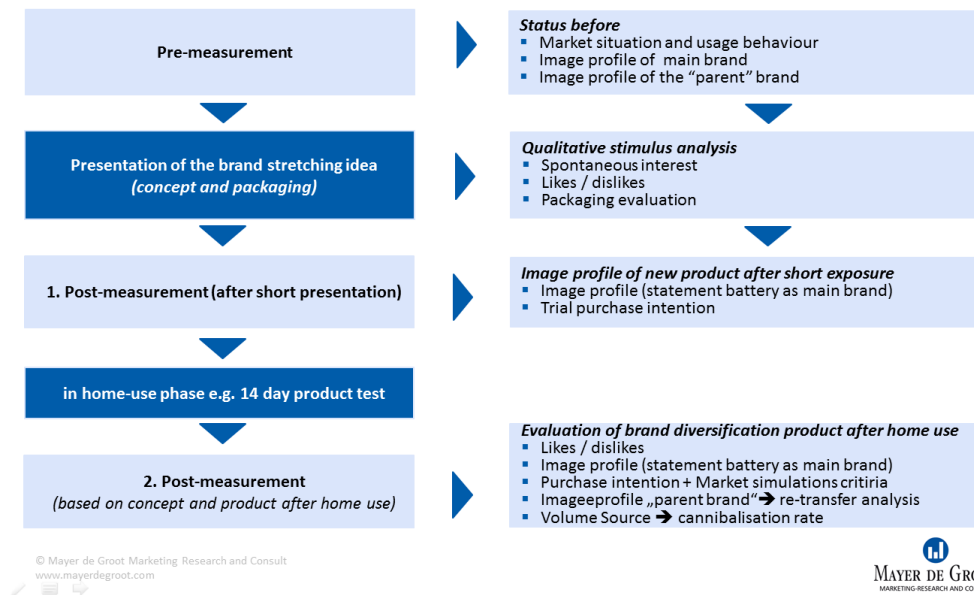 Pre-measurement
Status before
▪ Market situation and usage behaviour
▪ Image profile of main brand
▪ Image profile of the “parent” brand
Presentation of the brand stretching idea
(concept and packaging)
Qualitative stimulus analysis
▪ Spontaneous interest
▪ Likes / dislikes
▪ Packaging evaluation
1. Post-measurement (after short presentation)
Image profile of new product after short exposure
▪ Image profile (statement battery as main brand)
▪ Trial purchase intention
in home-use phase e.g. 14 day product test
2. Post-measurement
(based on concept and product after home use)
Evaluation of brand diversification product after home use
▪ Likes / dislikes
▪ Image profile (statement battery as main brand)
▪ Purchase intention + Market simulations critiria
▪ Imageeprofile „parent brand“ ➔ re-transfer analysis
▪ Volume Source ➔ cannibalisation rate
© Mayer de Groot Marketing Research and Consult
www.mayerdegroot.com
MAYER DE GRO
MARKETING-RESEARCH AND CO